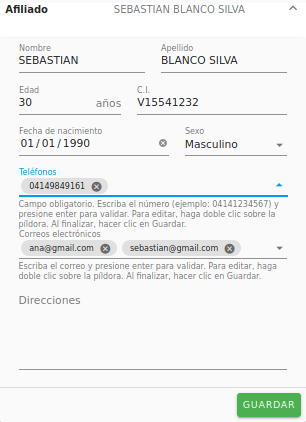 Afiliado SEBASTIAN BLANCO SILVA
Nombre Apellido
SEBASTIAN BLANCO SILVA
Edad C.I.
30 años V15541232
Fecha de nacimiento Sexo
01/01/1990 Masculino
Teléfonos
04149849161
Campo obligatorio. Escriba el número (ejemplo: 04141234567) y
presione enter para validar. Para editar, haga doble clic sobre la
píldora. Al finalizar, hacer clic en Guardar.
Correos electrónicos
ana@gmail.com sebastian@gmail.com
Escriba el correo y presione enter para validar. Para editar, haga
doble clic sobre la píldora. Al finalizar, hacer clic en Guardar.
Direcciones
GUARDAR